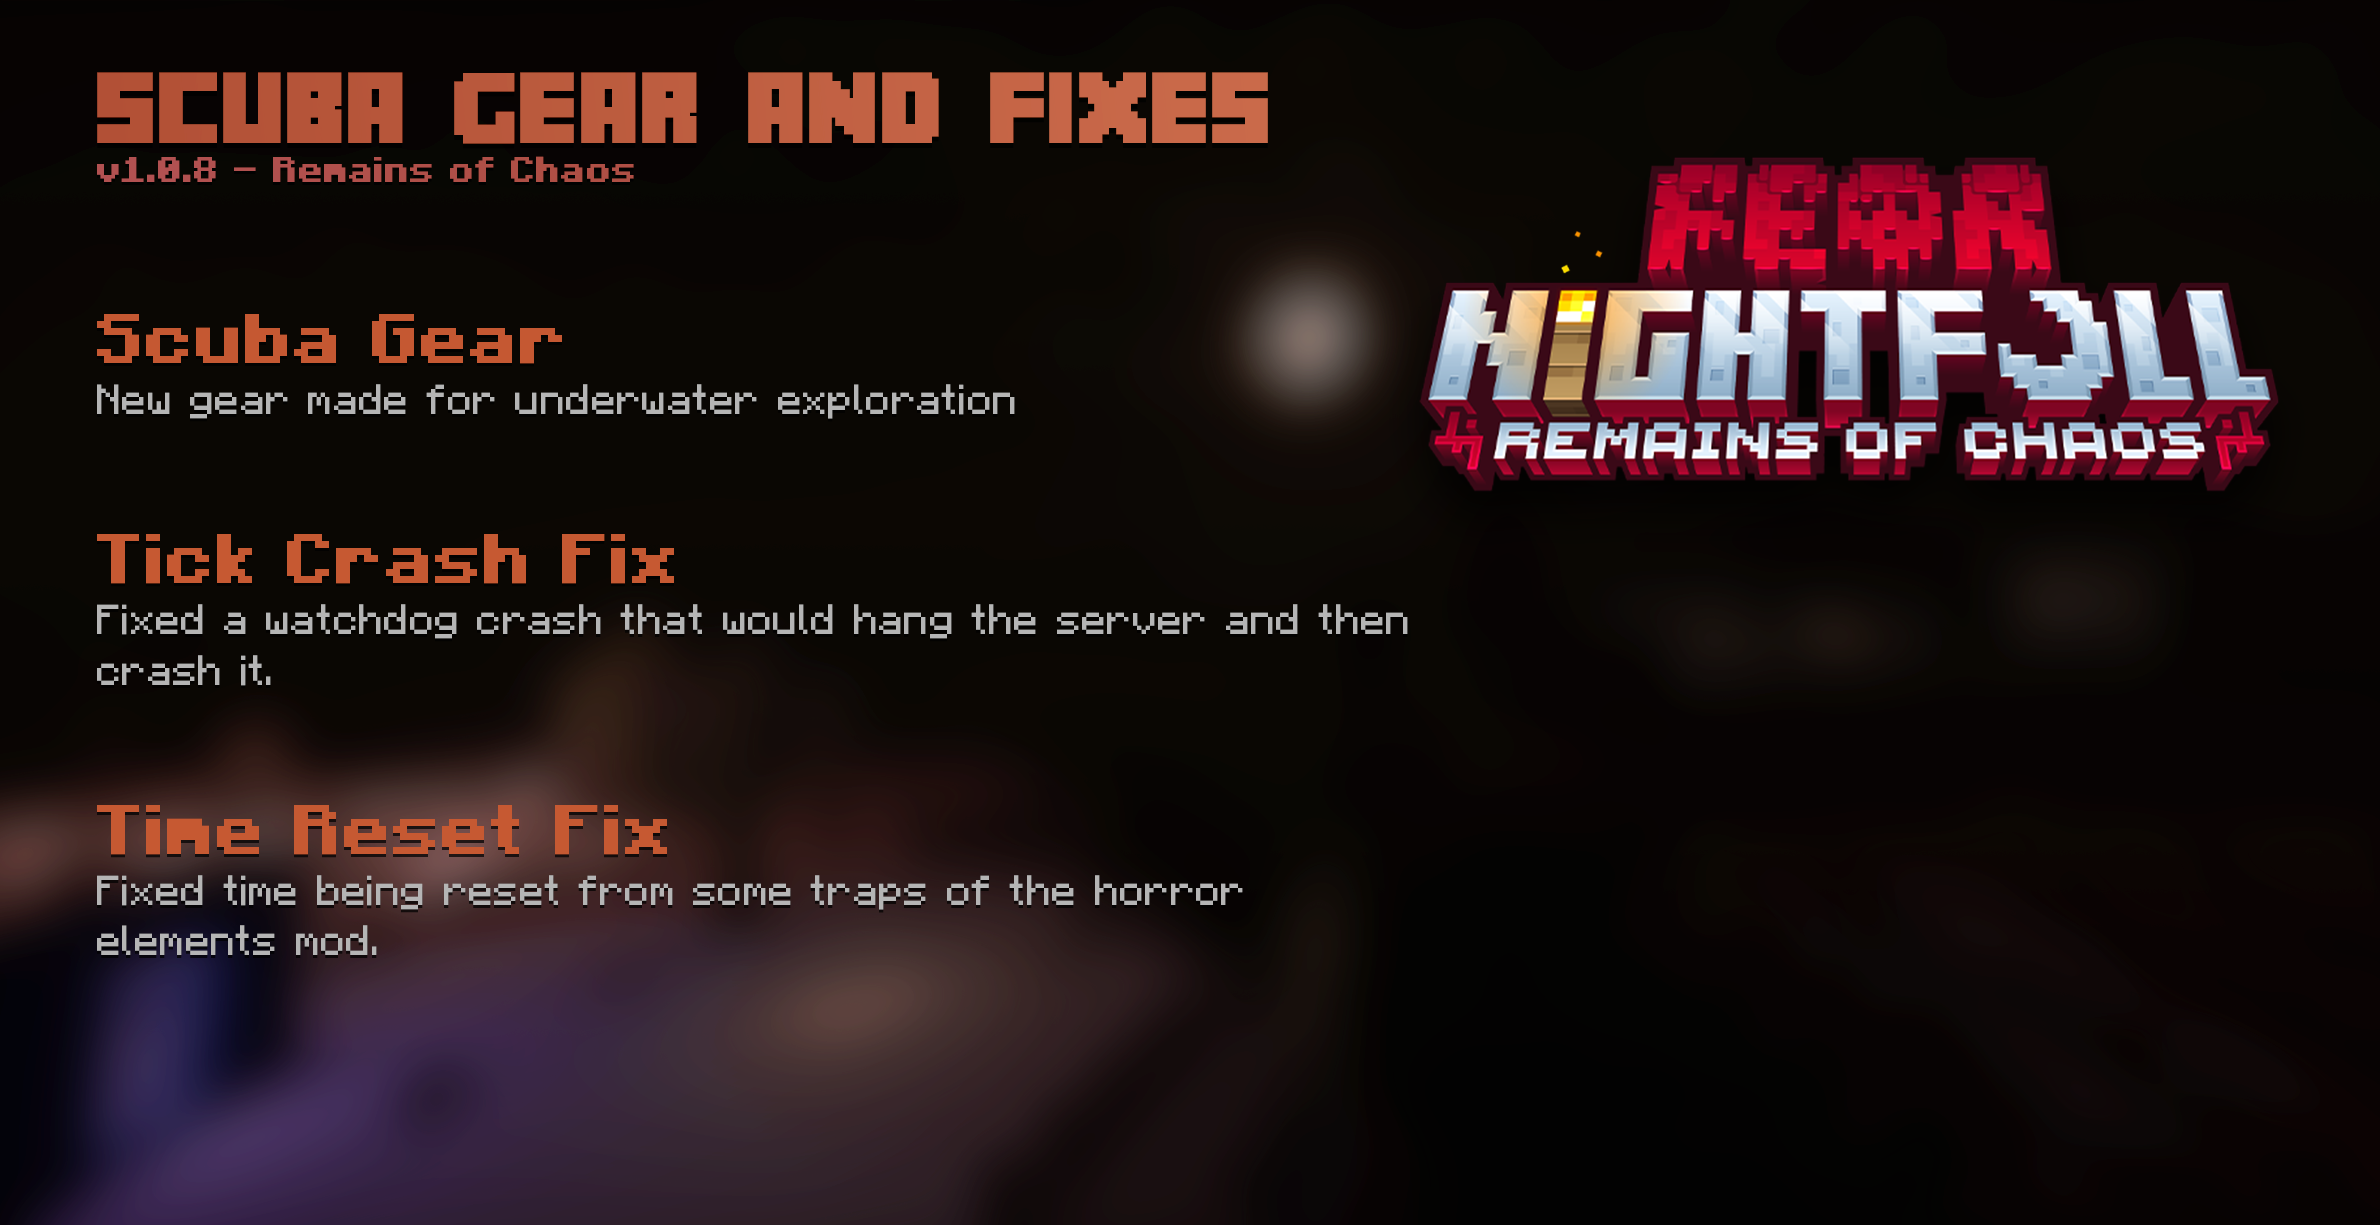 SCUBA GEAR AND FIXES
v1.0.8 - Remains of Chaos
FEAR
NIGHTFALL
REMAINS OF CHAOS
Scuba Gear
New gear made for underwater exploration
Tick Crash Fix
Fixed a watchdog crash that would hang the server and then
crash it.
Time Reset Fix
Fixed time being reset from some traps of the horror
elements mod.